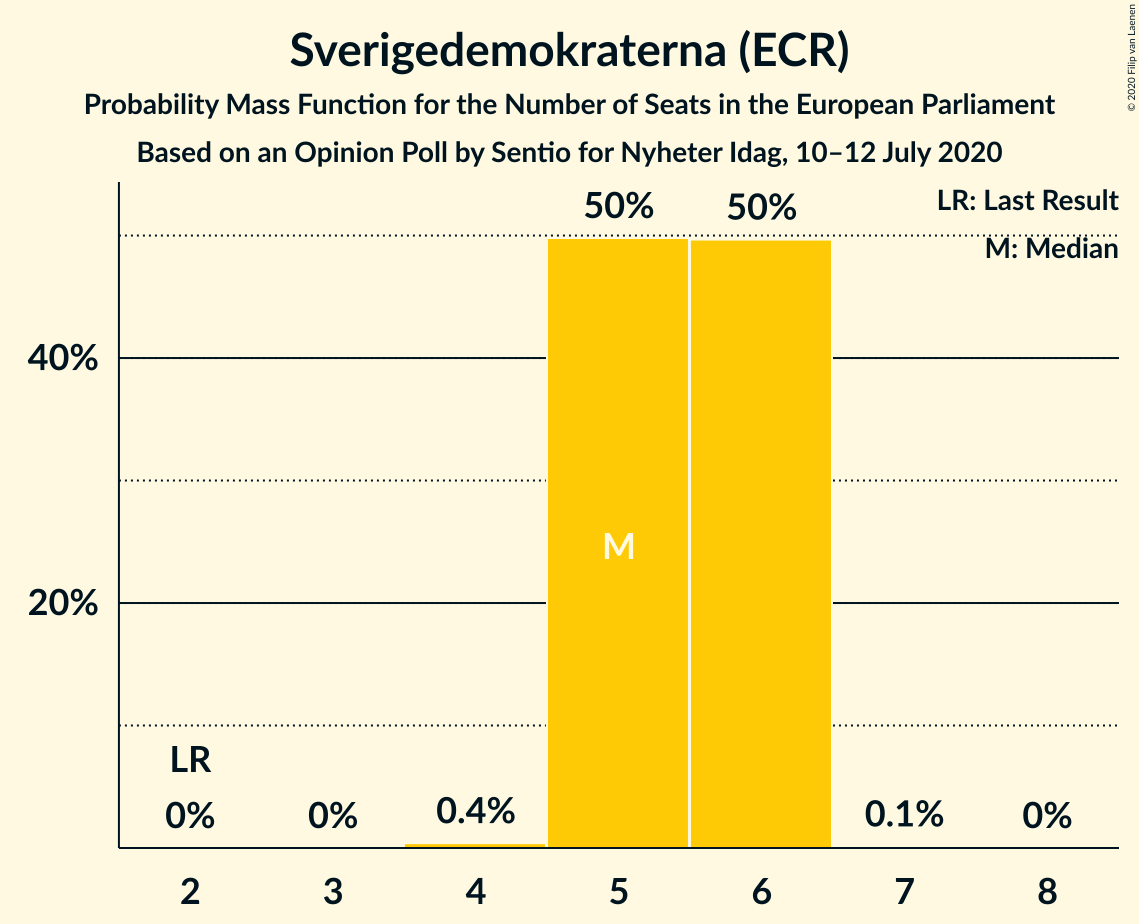 Sverigedemokraterna (ECR)
Probability Mass Function for the Number of Seats in the European Parliament
Based on an Opinion Poll by Sentio for Nyheter Idag, 10–12 July 2020
© 2020 Filip van Laenen
LR: Last Result
M: Median
50% 50%
40%
M
20%
LR
0% 0% 0.4% 0.1% 0%
2 3 4 5 6 7 8